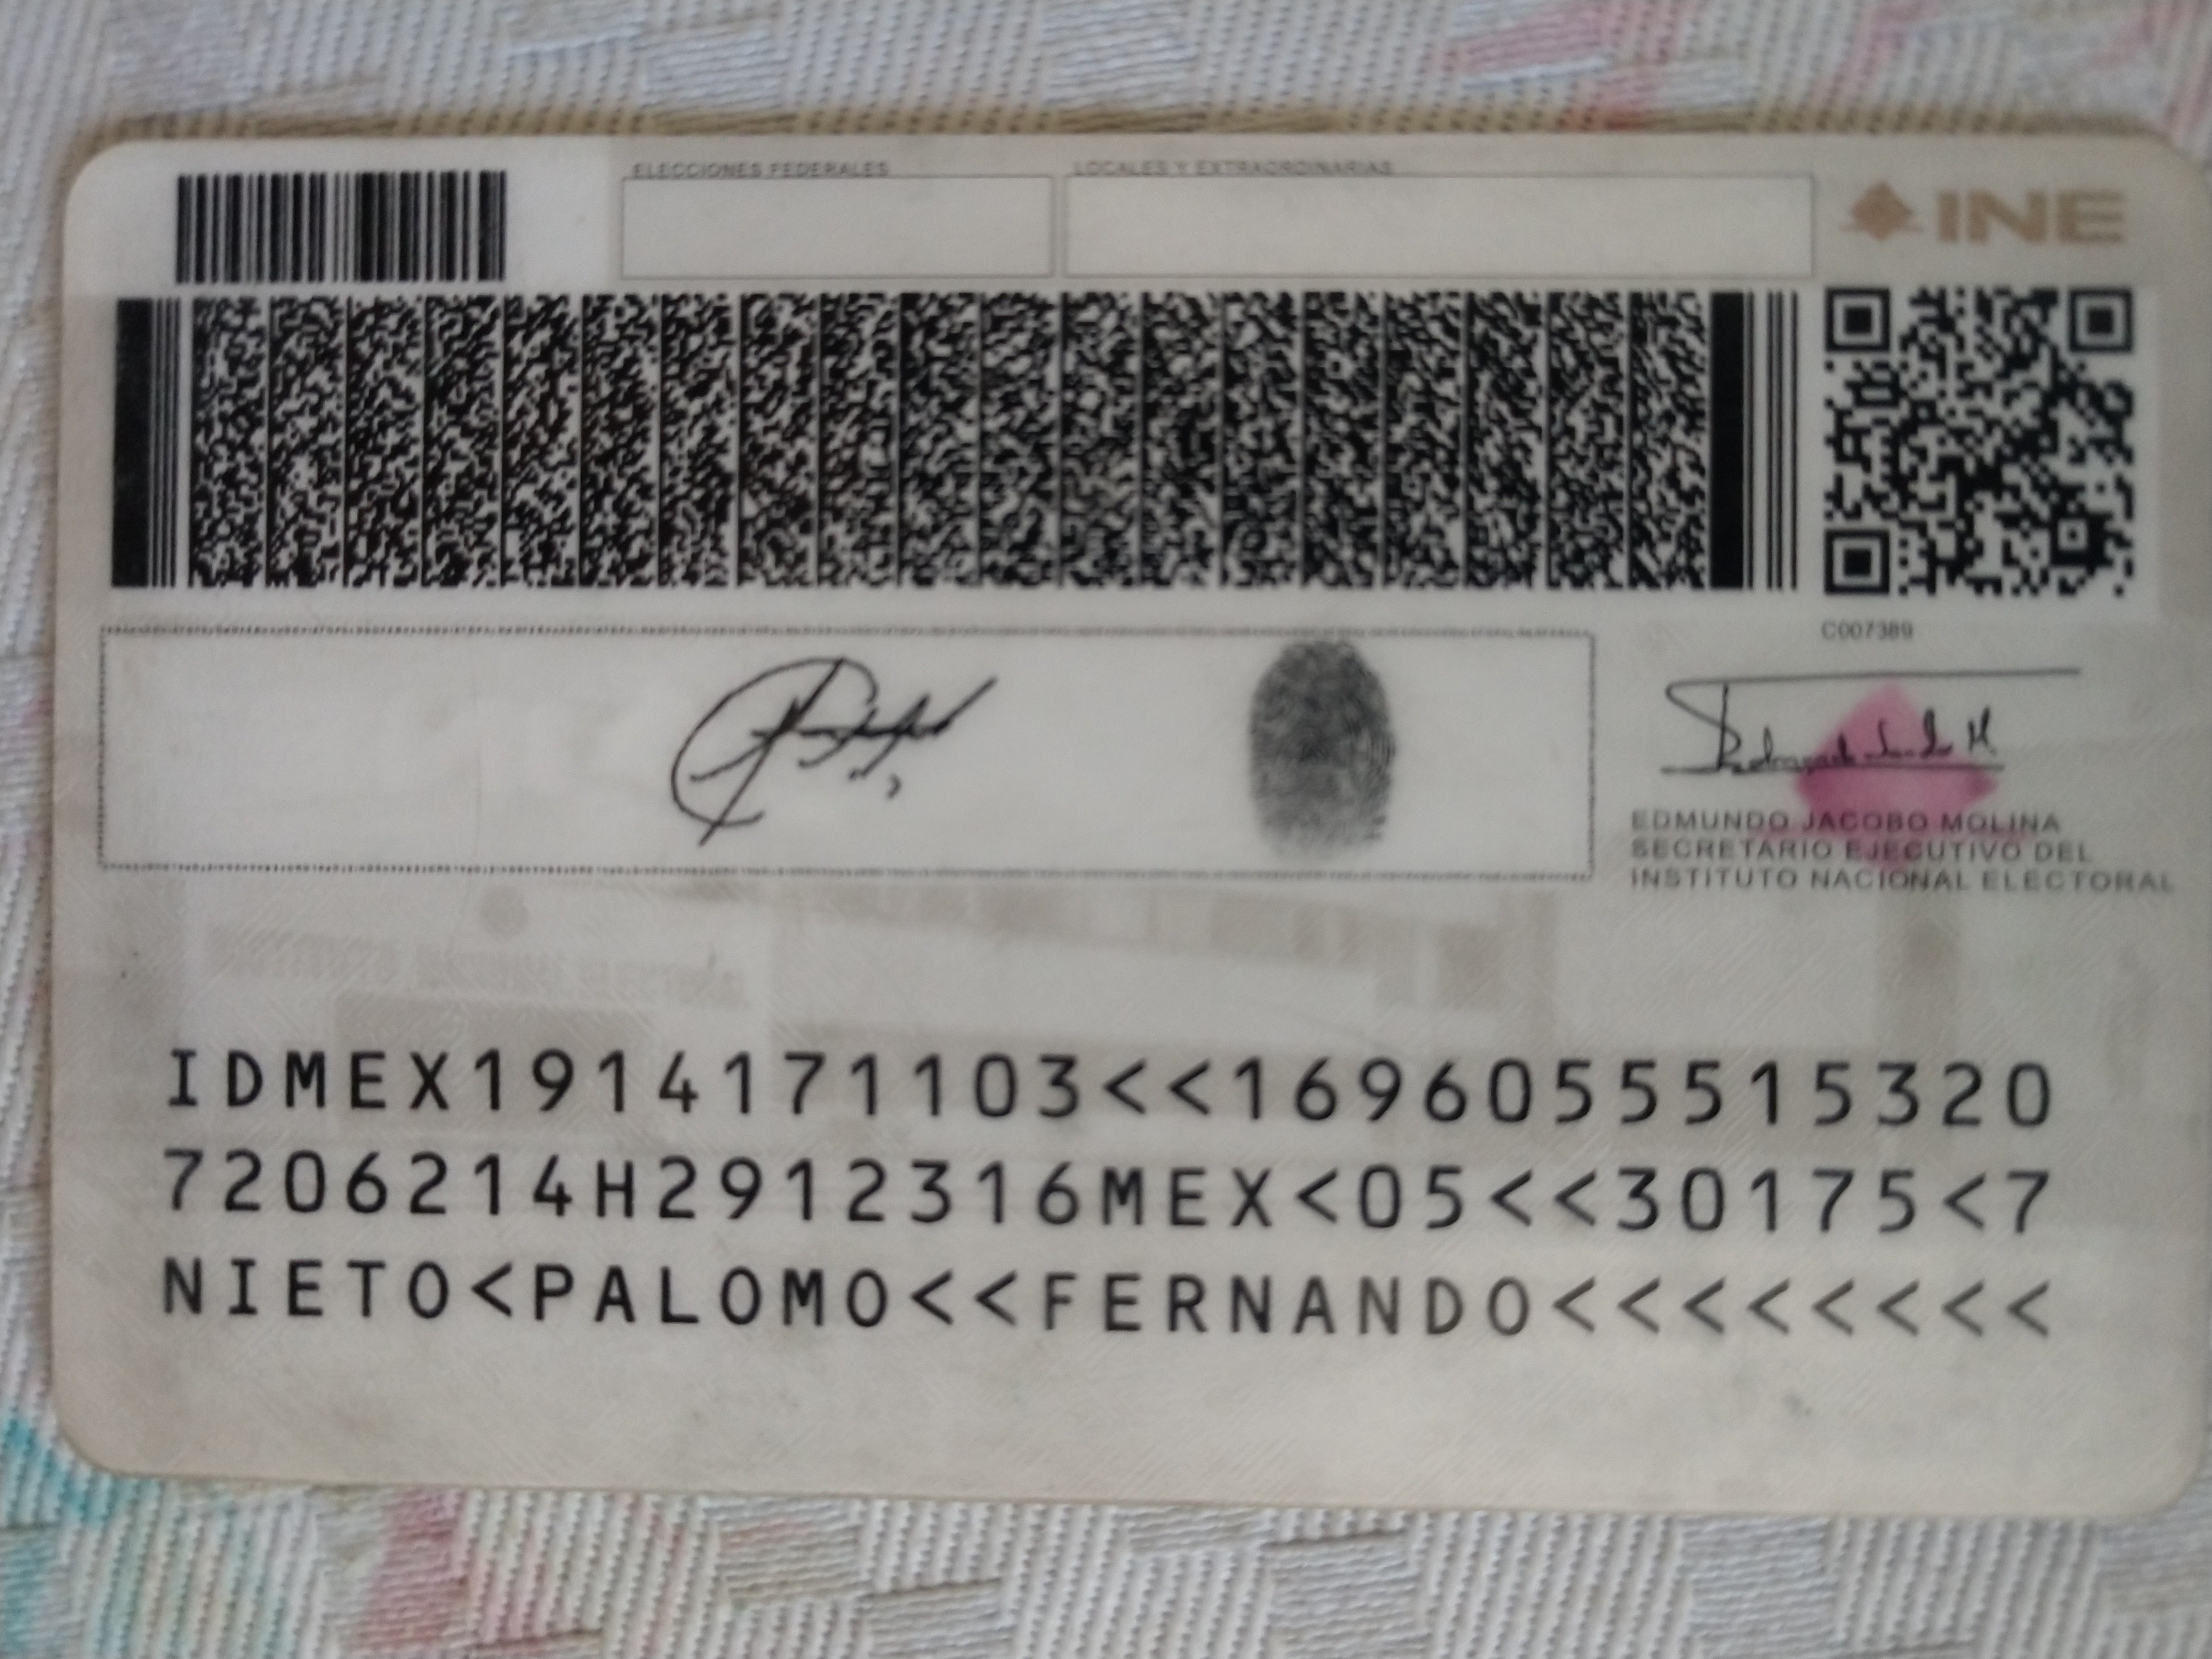 ELECCIONES FEDERALES LOCALES Y EXTRAORDINARIAS
INE
C007389
EDMUNDO JACOBO MOLINA
SECRETARIO EJECUTIVO DEL
INSTITUTO NACIONAL ELECTORAL
IDMEX1914171103<<1696055515320
7206214H2912316MEX<05<<30175<7
NIETO<PALOMO<<FERNANDO<<<<<<<<